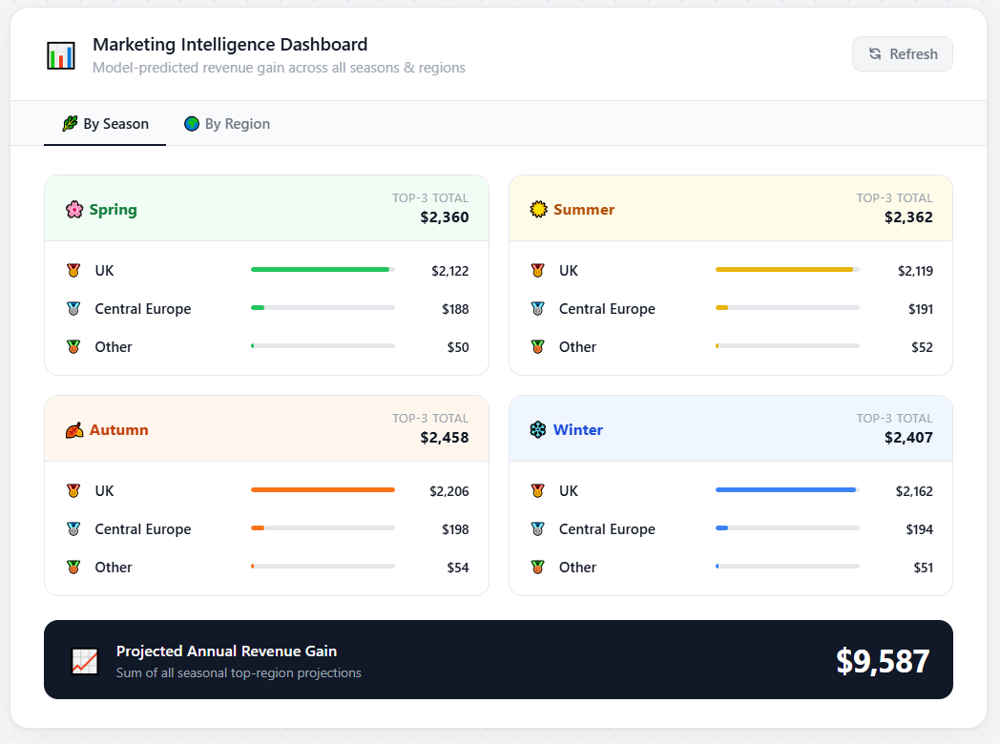 Marketing Intelligence Dashboard
Model-predicted revenue gain across all seasons & regions
Refresh
By Season
By Region
Spring
TOP-3 TOTAL
$2,360
UK
$2,122
Central Europe
$188
Other
$50
Summer
TOP-3 TOTAL
$2,362
UK
$2,119
Central Europe
$191
Other
$52
Autumn
TOP-3 TOTAL
$2,458
UK
$2,206
Central Europe
$198
Other
$54
Winter
TOP-3 TOTAL
$2,407
UK
$2,162
Central Europe
$194
Other
$51
Projected Annual Revenue Gain
Sum of all seasonal top-region projections
$9,587